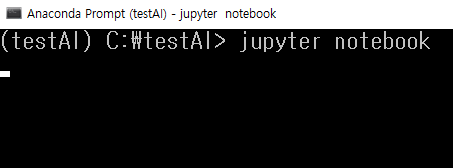 Anaconda Prompt (testAI) - jupyter  notebook
(testAI) C:₩testAI> jupyter notebook